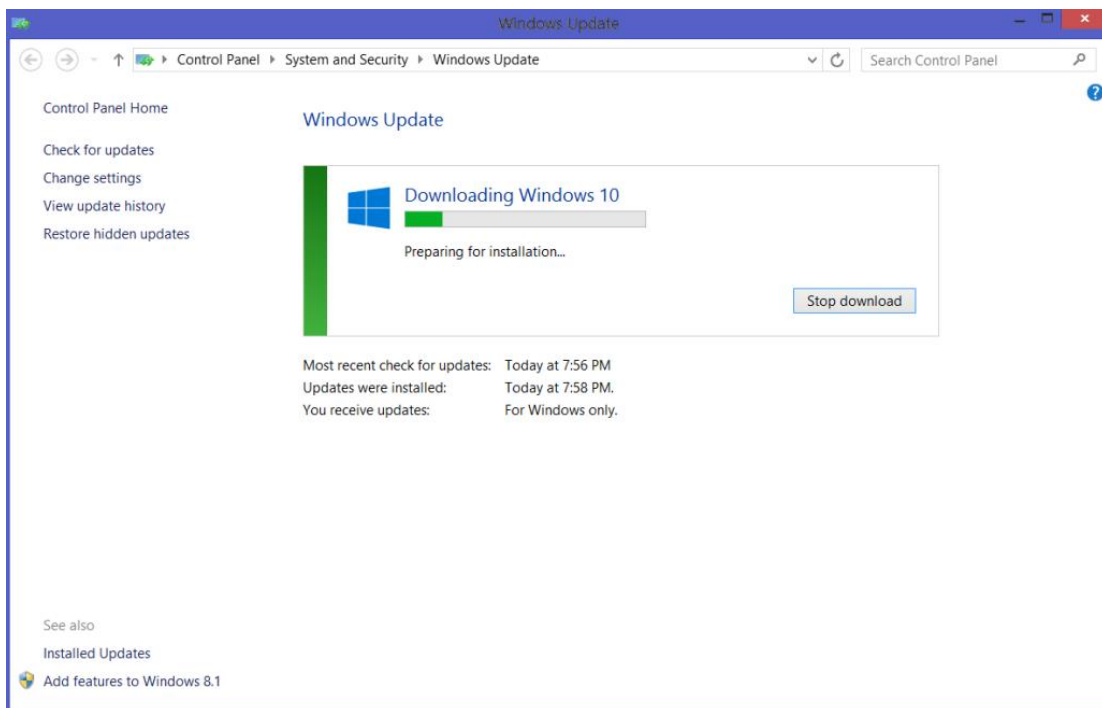 Windows Update
Control Panel System and Security Windows Update Search Control Panel
Control Panel Home
Check for updates
Change settings
View update history
Restore hidden updates
Windows Update
Downloading Windows 10
Preparing for installation...
Stop download
Most recent check for updates: Today at 7:56 PM
Updates were installed: Today at 7:58 PM.
You receive updates: For Windows only.
See also
Installed Updates
Add features to Windows 8.1